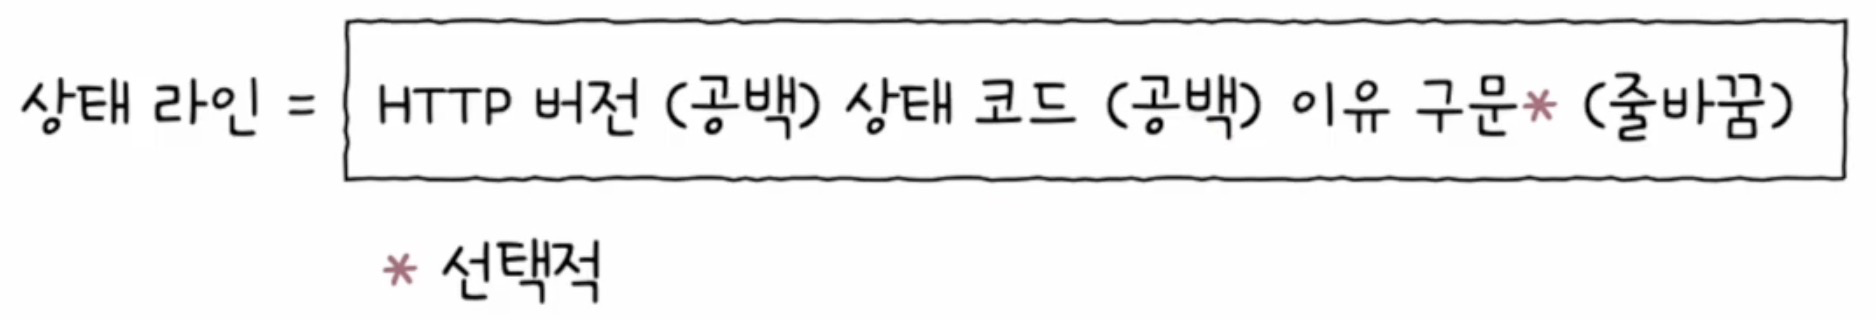 상태 라인 = HTTP 버전 (공백) 상태 코드 (공백) 이유 구문* (줄바꿈)
* 선택적